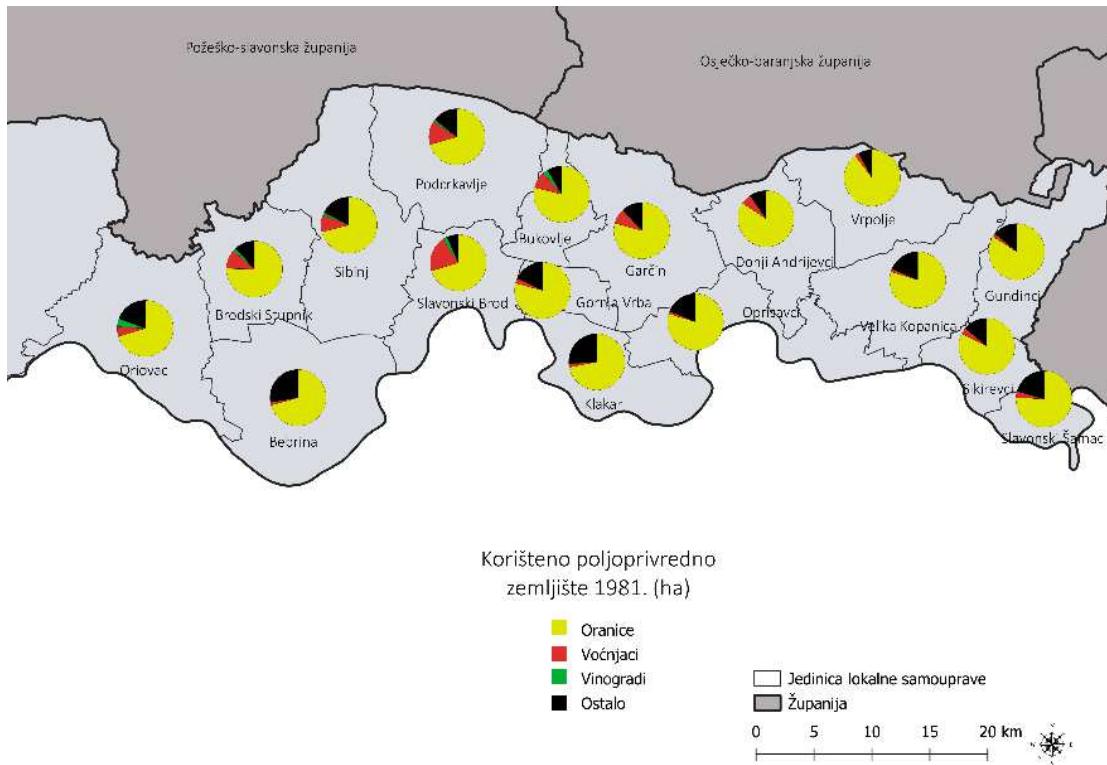 Požeško-slavonska županija
Osječko-baranjska županija
Podcrkavlje
Vrpolje
Bukovlje
Sibinj
Garčin
Donji Andrijevci
Gundinci
Brodski Stupnik
Slavonski Brod
Gornja Vrba
Oprisavci
Velika Kopanica
Oriovac
Sikirevci
Klakar
Bebrina
Slavonski Šamac
Korišteno poljoprivredno
zemljište 1981. (ha)
Oranice
Voćnjaci
Vinogradi
Ostalo
Jedinica lokalne samouprave
Županija
0 5 10 15 20 km